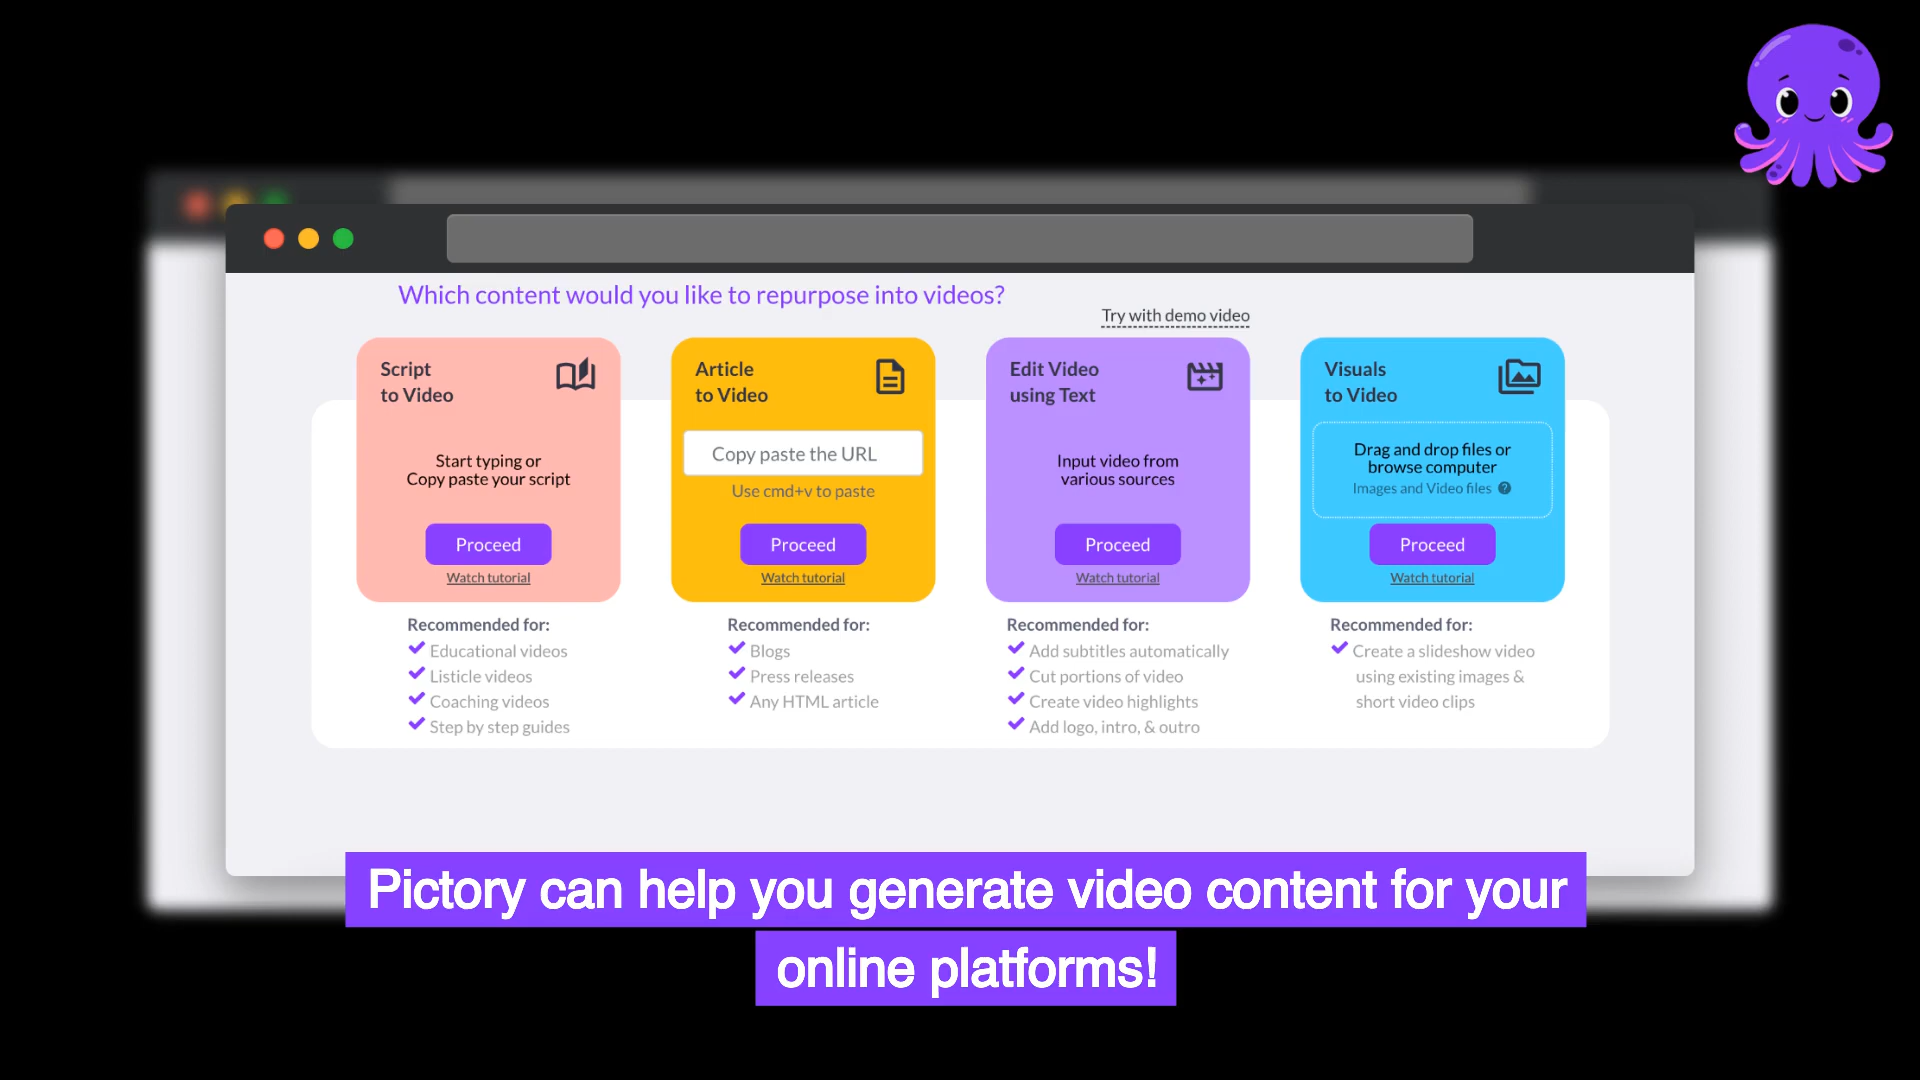 Which content would you like to repurpose into videos?
Try with demo video
Script
to Video
Start typing or
Copy paste your script
Proceed
Watch tutorial
Recommended for:
Educational videos
Listicle videos
Coaching videos
Step by step guides
Article
to Video
Copy paste the URL
Use cmd+v to paste
Proceed
Watch tutorial
Recommended for:
Blogs
Press releases
Any HTML article
Edit Video
using Text
Input video from
various sources
Proceed
Watch tutorial
Recommended for:
Add subtitles automatically
Cut portions of video
Create video highlights
Add logo, intro, & outro
Visuals
to Video
Drag and drop files or
browse computer
Images and Video files ?
Proceed
Watch tutorial
Recommended for:
Create a slideshow video
using existing images &
short video clips
Pictory can help you generate video content for your
online platforms!